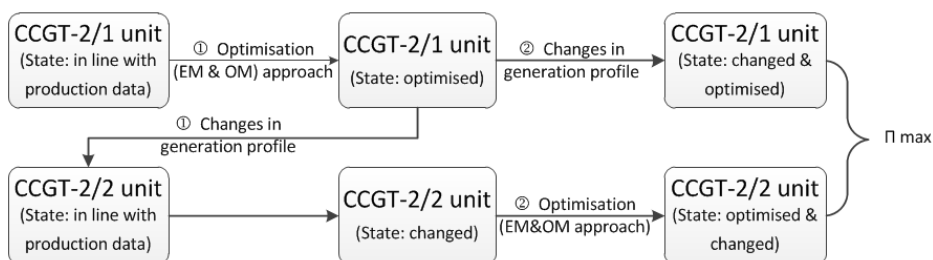 CCGT-2/1 unit
(State: in line with
production data)
① Optimisation
(EM & OM) approach
CCGT-2/1 unit
(State: optimised)
② Changes in
generation profile
CCGT-2/1 unit
(State: changed &
optimised)
Π max
① Changes in
generation profile
CCGT-2/2 unit
(State: in line with
production data)
CCGT-2/2 unit
(State: changed)
② Optimisation
(EM&OM approach)
CCGT-2/2 unit
(State: optimised &
changed)